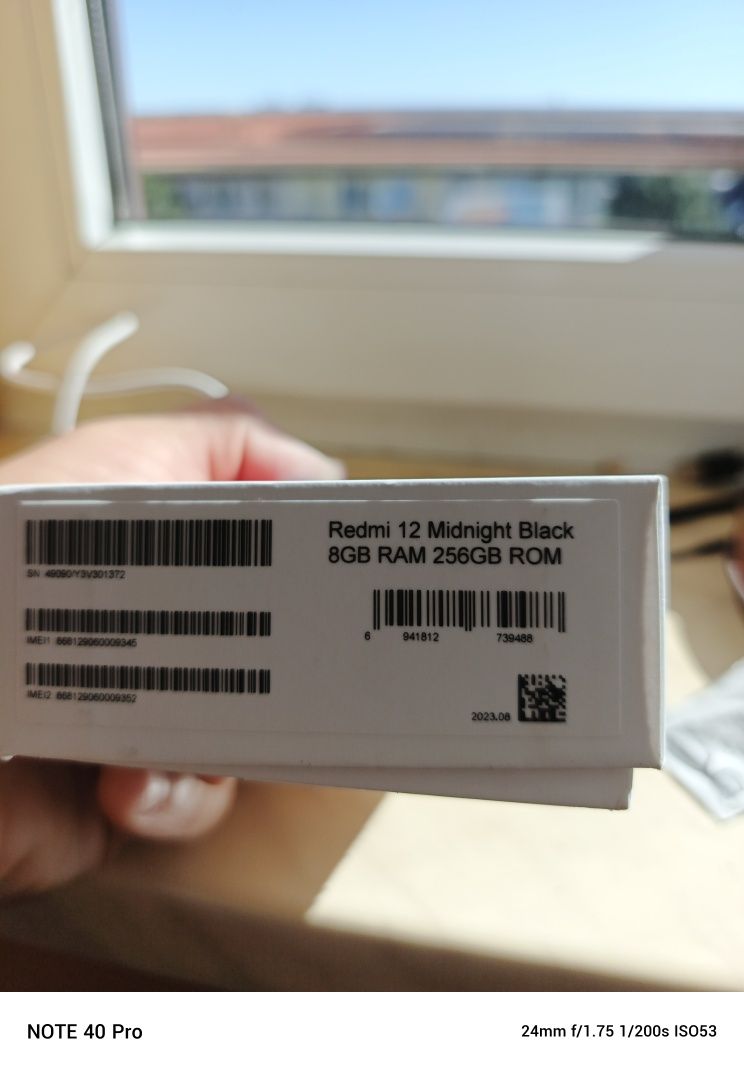 Redmi 12 Midnight Black
8GB RAM 256GB ROM
SN 49090/Y3V301372
6 941812 739488
IMEI1 868129060009345
IMEI2 868129060009352
2023.08
NOTE 40 Pro
24mm f/1.75 1/200s ISO53